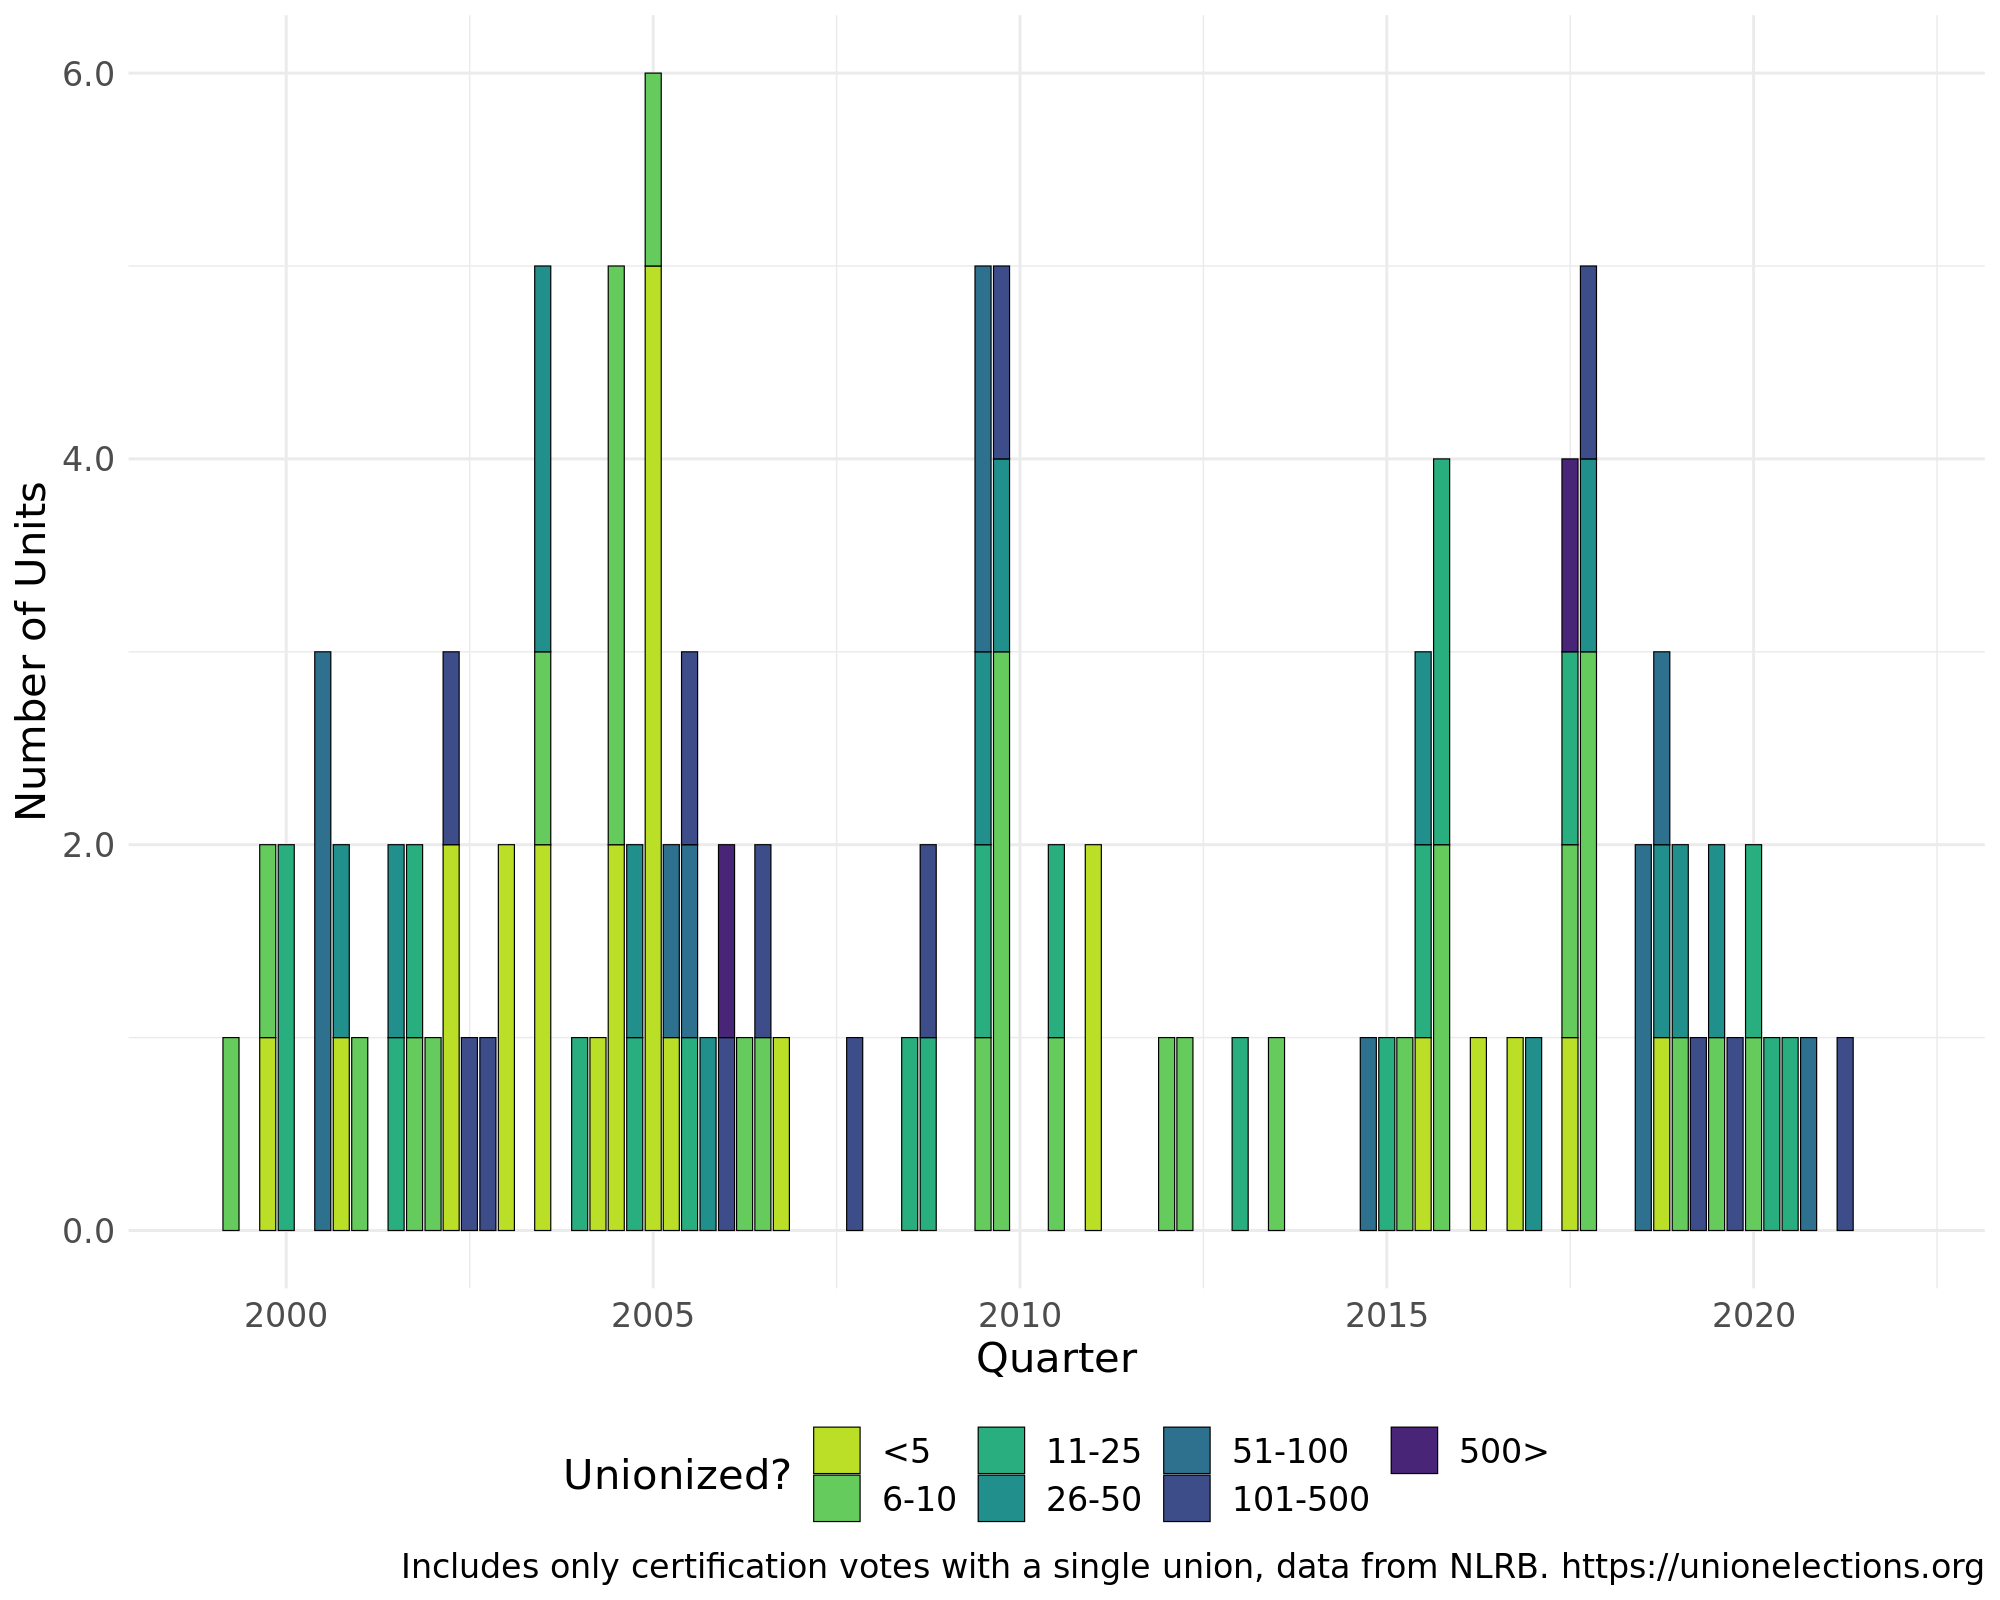 6.0
4.0
2.0
0.0
Number of Units
2000 2005 2010 2015 2020
Quarter
Unionized?
<5 11-25 51-100 500>
6-10 26-50 101-500
Includes only certification votes with a single union, data from NLRB. https://unionelections.org